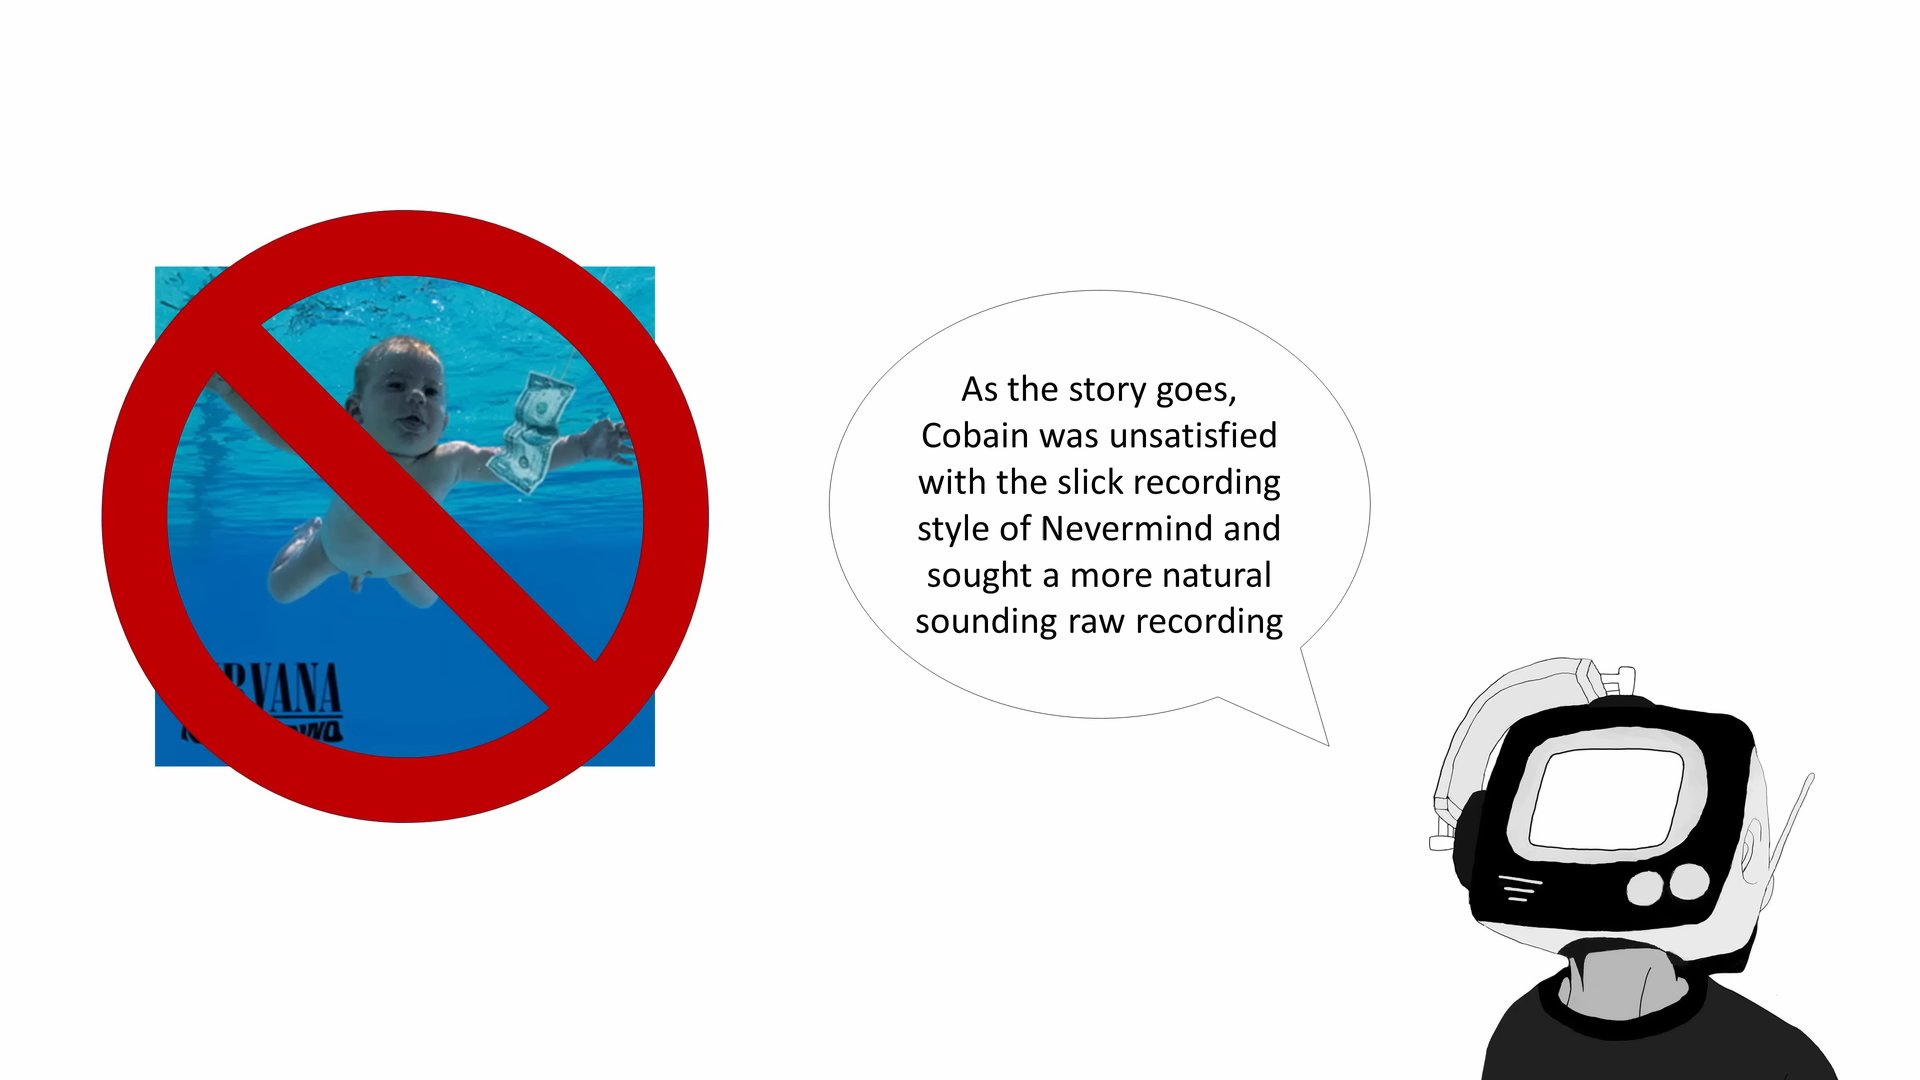 As the story goes,
Cobain was unsatisfied
with the slick recording
style of Nevermind and
sought a more natural
sounding raw recording
RVANA